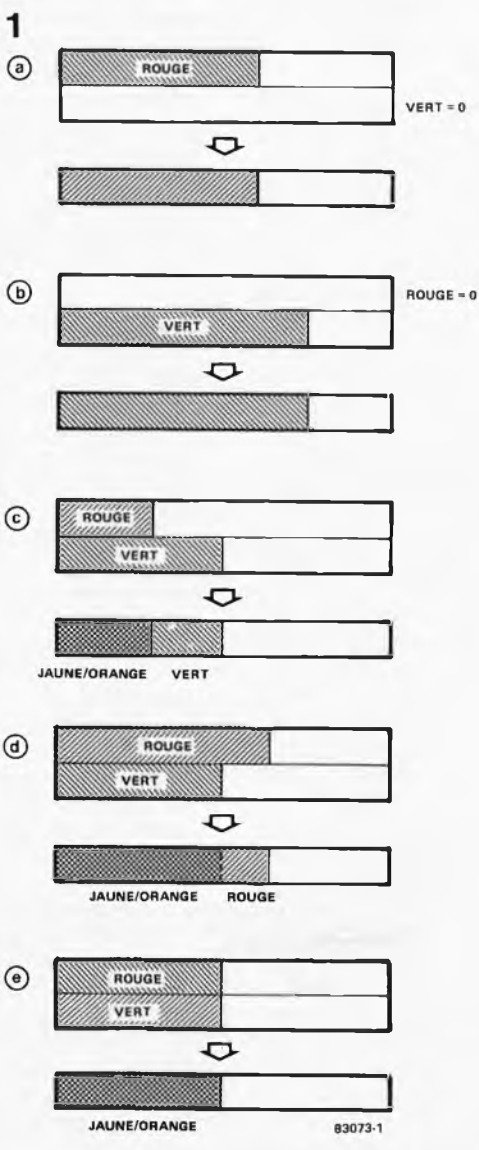 1
a
ROUGE
VERT = 0
b
ROUGE = 0
VERT
c
ROUGE
VERT
JAUNE/ORANGE VERT
d
ROUGE
VERT
JAUNE/ORANGE ROUGE
e
ROUGE
VERT
JAUNE/ORANGE
83073-1